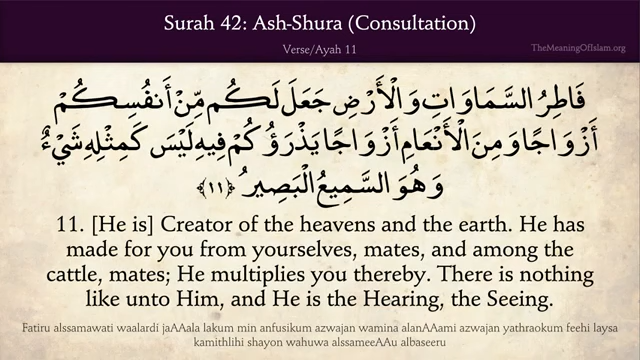 Surah 42: Ash-Shura (Consultation)
Verse/Ayah 11
TheMeaningOfIslam.org
فَاطِرُ السَّمَاوَاتِ وَالْأَرْضِ جَعَلَ لَكُم مِّنْ أَنفُسِكُمْ
أَزْوَاجًا وَمِنَ الْأَنْعَامِ أَزْوَاجًا يَذْرَؤُكُمْ فِيهِ لَيْسَ كَمِثْلِهِ شَيْءٌ
وَهُوَ السَّمِيعُ الْبَصِيرُ ﴿١١﴾
11. [He is] Creator of the heavens and the earth. He has
made for you from yourselves, mates, and among the
cattle, mates; He multiplies you thereby. There is nothing
like unto Him, and He is the Hearing, the Seeing.
Fatiru alssamawati waalardi jaAAala lakum min anfusikum azwajan wamina alanAAami azwajan yathraokum feehi laysa
kamithlihi shayon wahuwa alssameeAAu albaseeru